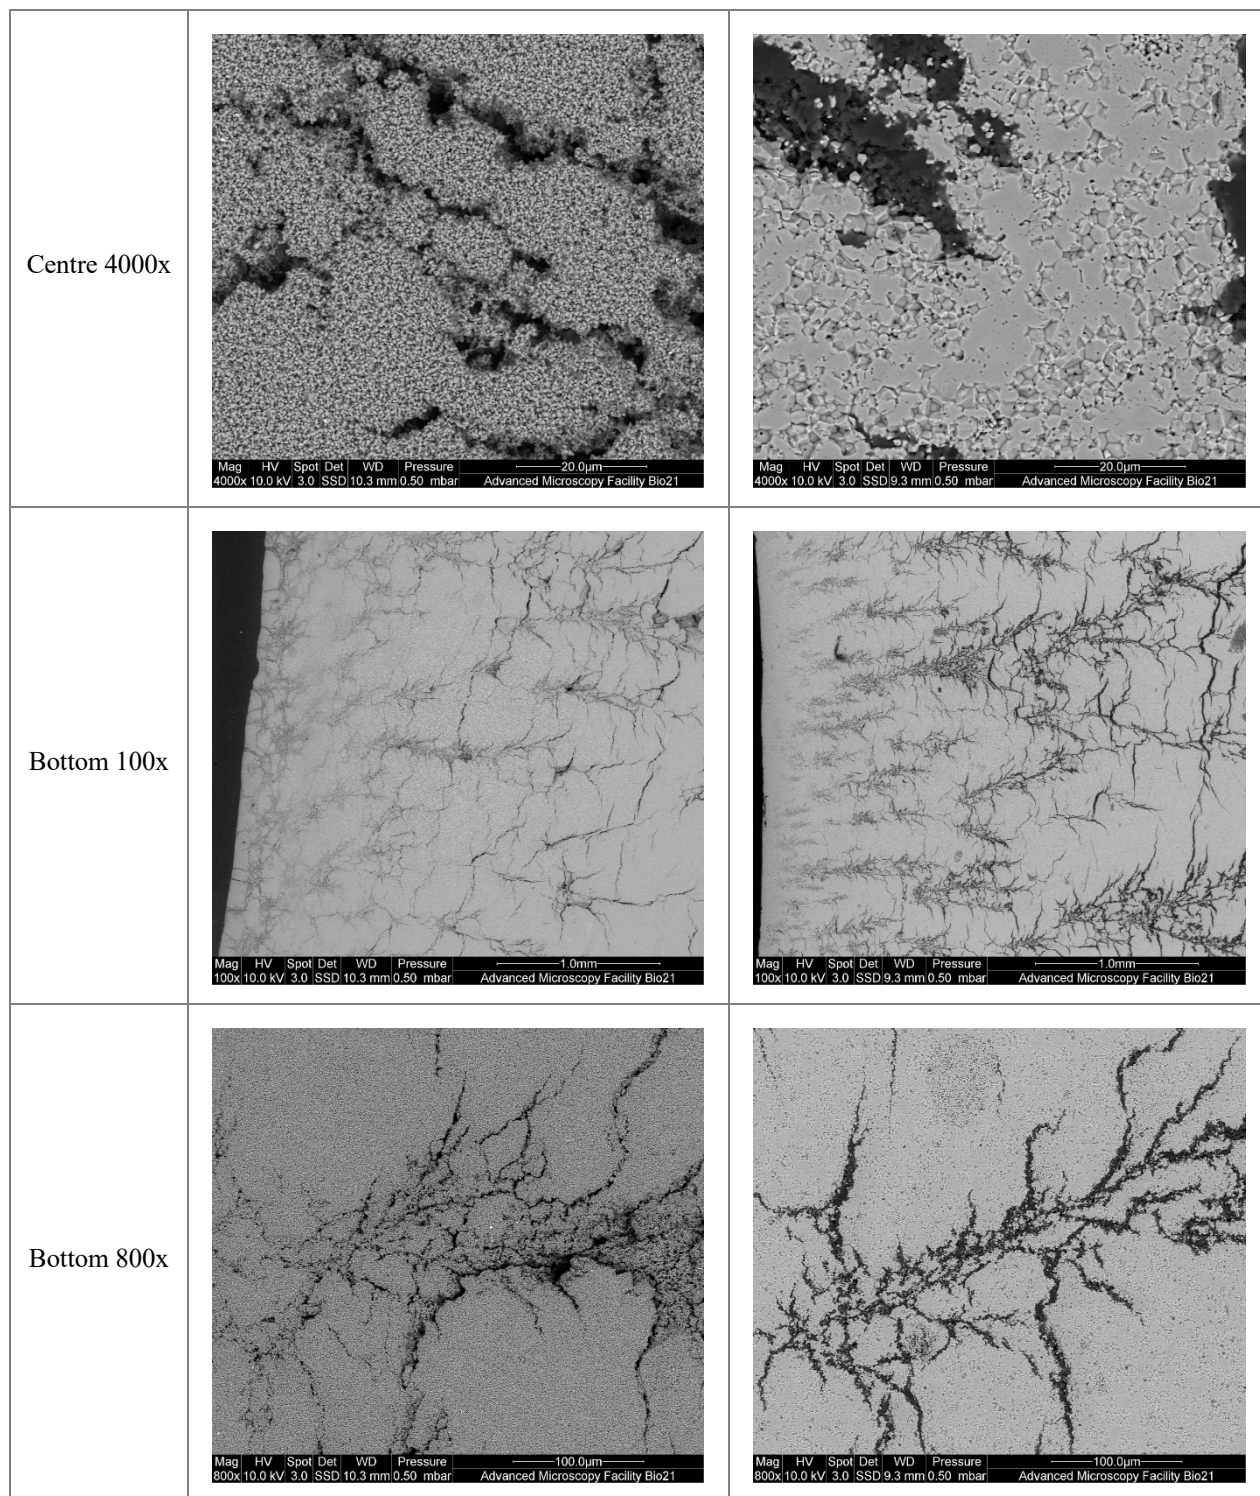 Centre 4000x
Mag HV Spot Det WD Pressure 20.0µm
4000x 10.0 kV 3.0 SSD 10.3 mm 0.50 mbar Advanced Microscopy Facility Bio21
Mag HV Spot Det WD Pressure 20.0µm
4000x 10.0 kV 3.0 SSD 9.3 mm 0.50 mbar Advanced Microscopy Facility Bio21
Bottom 100x
Mag HV Spot Det WD Pressure 1.0mm
100x 10.0 kV 3.0 SSD 10.3 mm 0.50 mbar Advanced Microscopy Facility Bio21
Mag HV Spot Det WD Pressure 1.0mm
100x 10.0 kV 3.0 SSD 9.3 mm 0.50 mbar Advanced Microscopy Facility Bio21
Bottom 800x
Mag HV Spot Det WD Pressure 100.0µm
800x 10.0 kV 3.0 SSD 10.3 mm 0.50 mbar Advanced Microscopy Facility Bio21
Mag HV Spot Det WD Pressure 100.0µm
800x 10.0 kV 3.0 SSD 9.3 mm 0.50 mbar Advanced Microscopy Facility Bio21